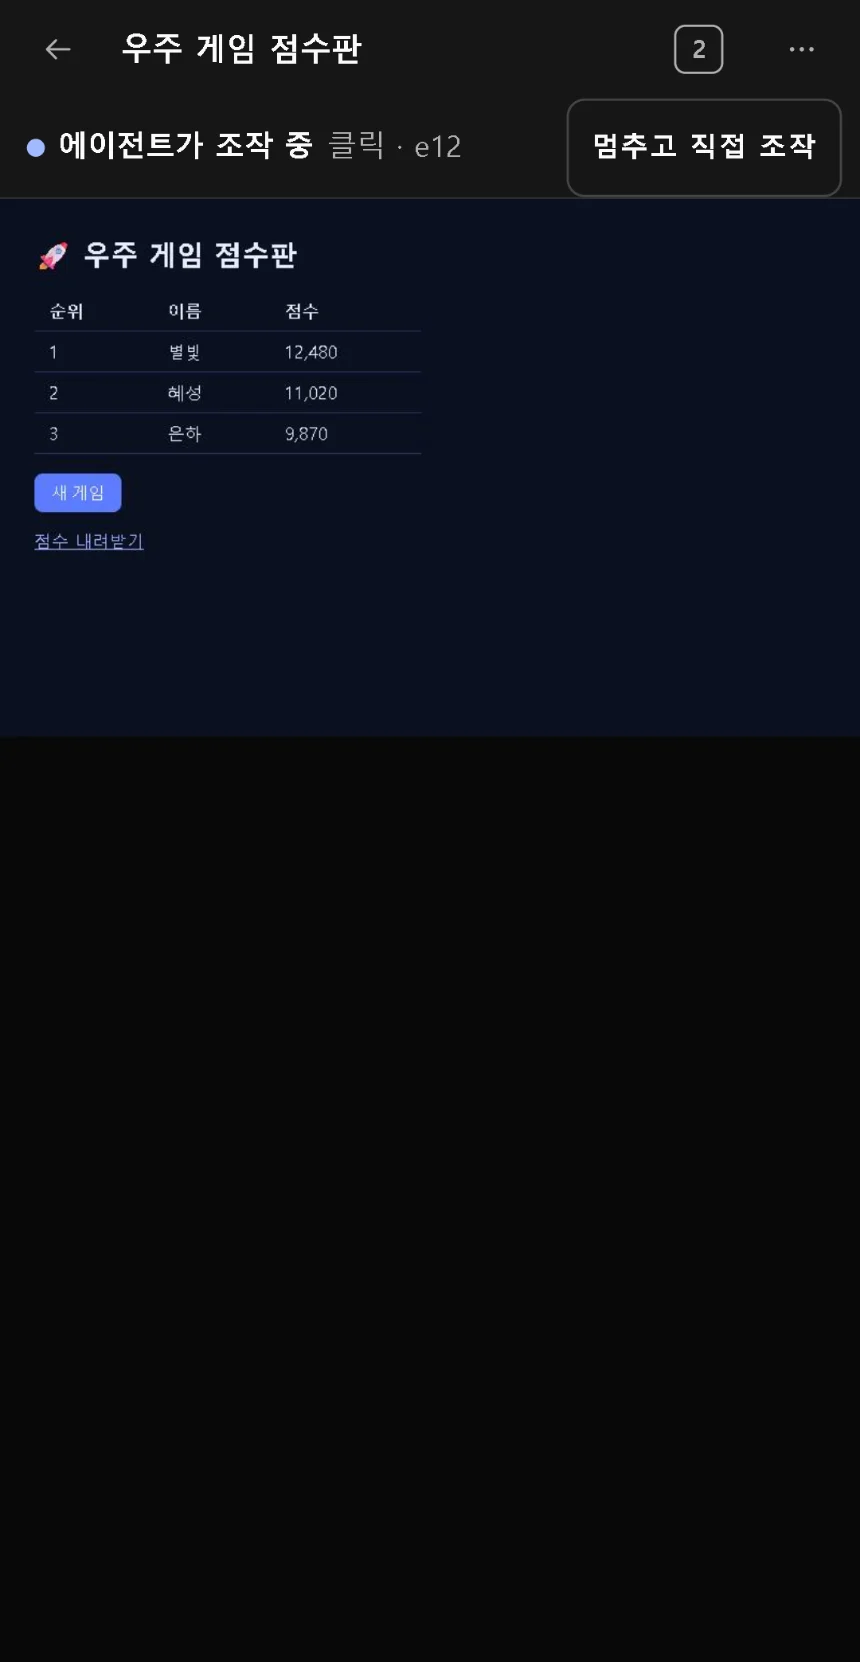 우주 게임 점수판
2
에이전트가 조작 중 클릭 · e12
멈추고 직접 조작
우주 게임 점수판
순위 이름 점수
1 별빛 12,480
2 혜성 11,020
3 은하 9,870
새 게임
점수 내려받기